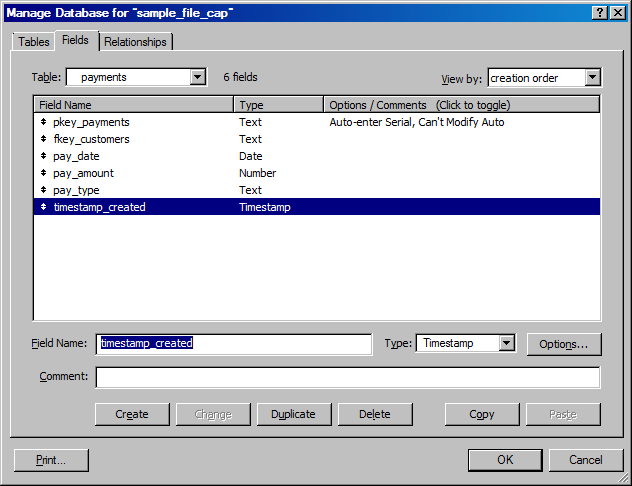 Manage Database for "sample_file_cap"
Tables Fields Relationships
Table: payments 6 fields View by: creation order
Field Name Type Options / Comments (Click to toggle)
pkey_payments Text Auto-enter Serial, Can't Modify Auto
fkey_customers Text
pay_date Date
pay_amount Number
pay_type Text
timestamp_created Timestamp
Field Name: timestamp_created Type: Timestamp Options...
Comment:
Create Change Duplicate Delete Copy Paste
Print... OK Cancel